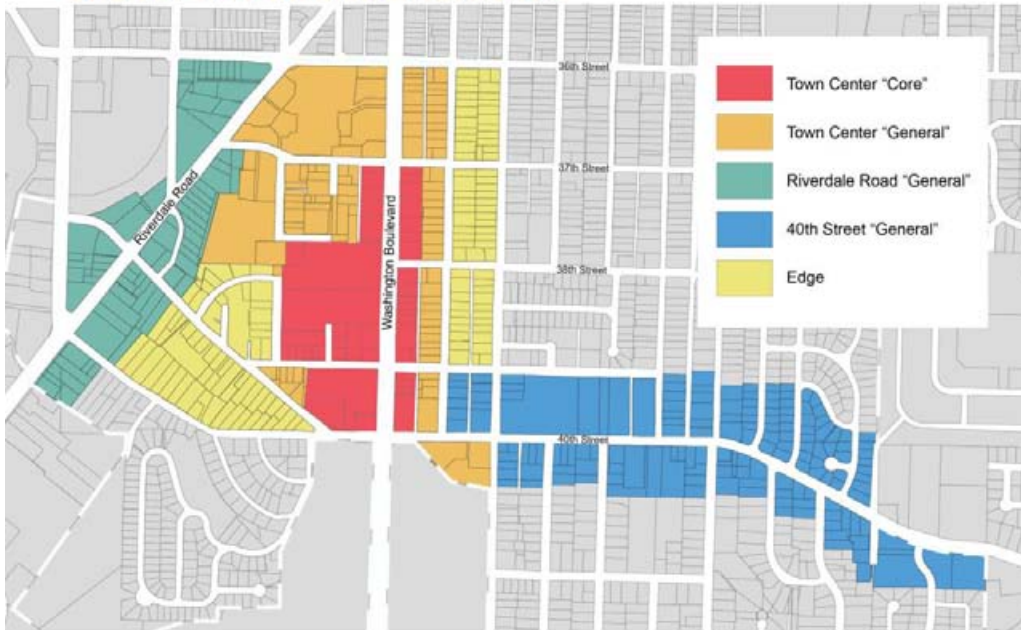 36th Street
Town Center “Core”
Town Center “General”
37th Street
Riverdale Road “General”
Riverdale Road
40th Street “General”
38th Street
Edge
Washington Boulevard
40th Street